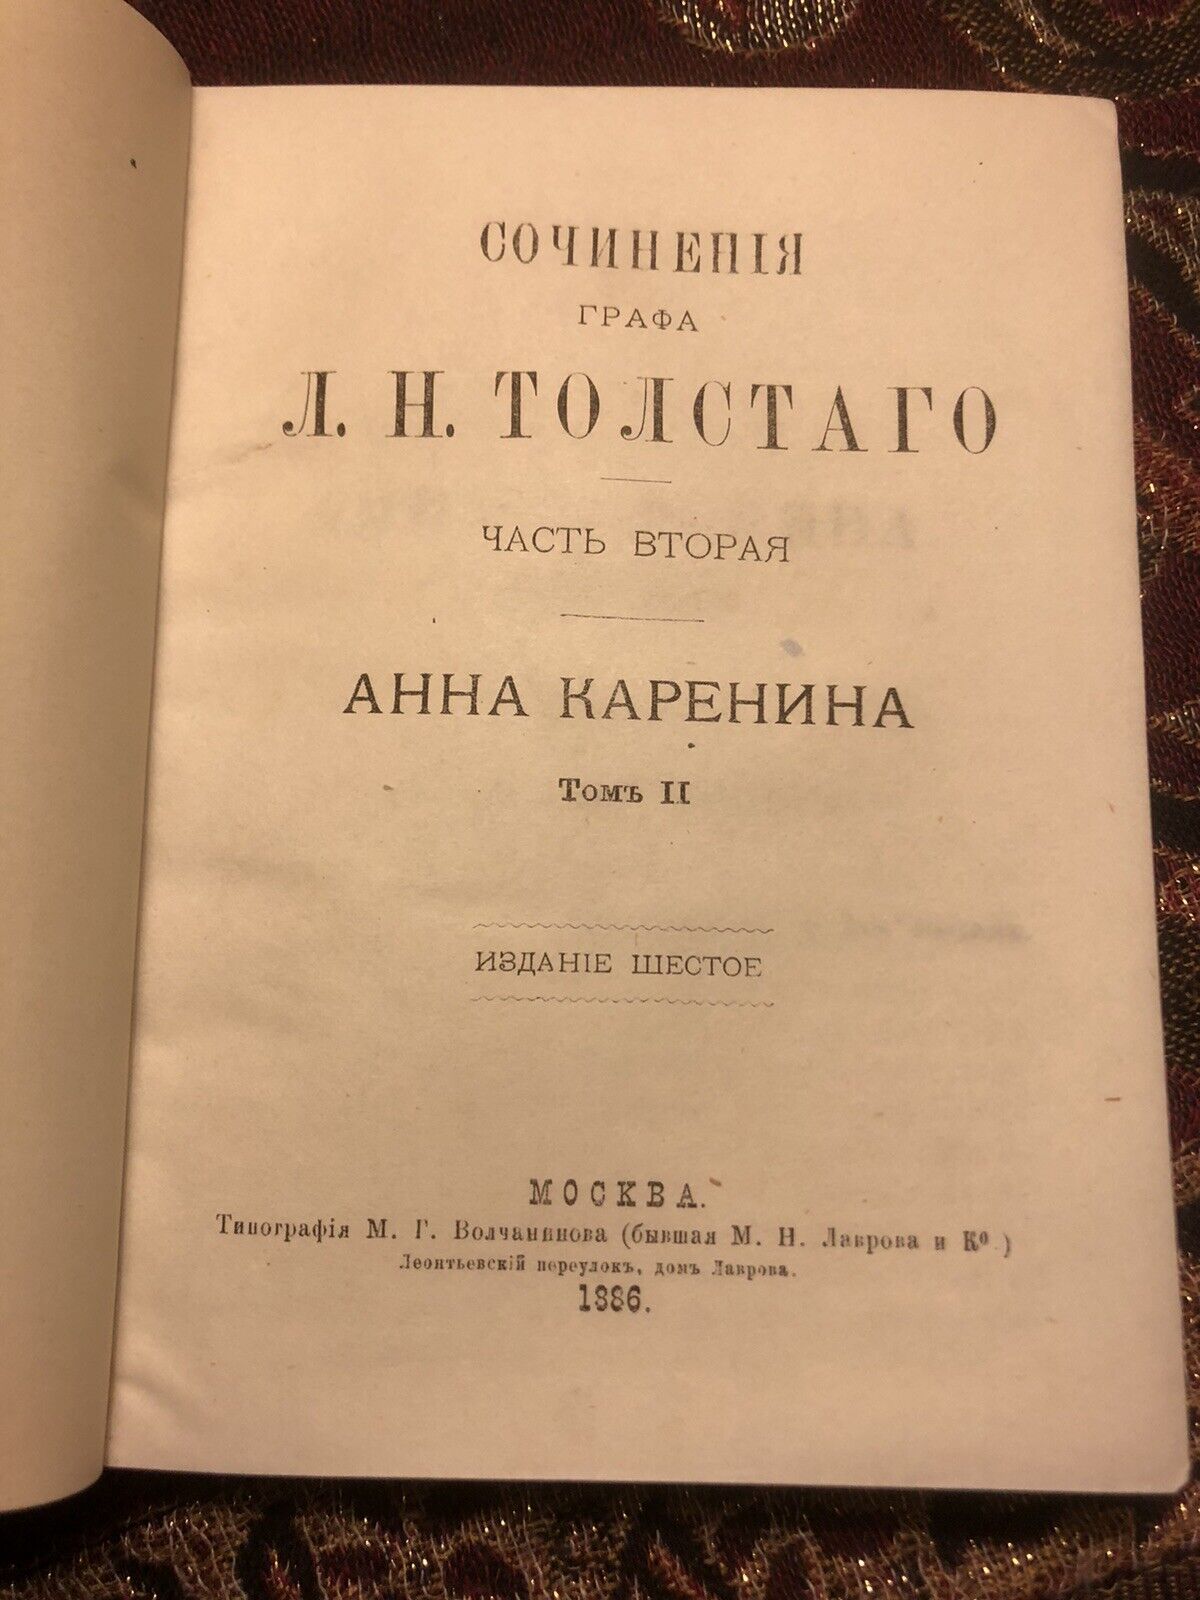 СОЧИНЕНІЯ
ГРАФА
Л. Н. ТОЛСТАГО
ЧАСТЬ ВТОРАЯ
АННА КАРЕНИНА
Томъ II
ИЗДАНІЕ ШЕСТОЕ
МОСКВА.
Типографія М. Г. Волчанинова (бывшая М. Н. Лаврова и Ко.)
Леонтьевскій переулокъ, домъ Лаврова.
1886.